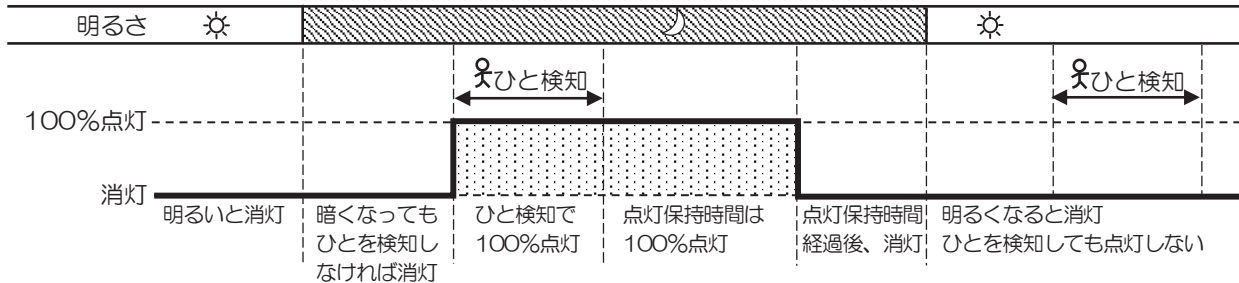 明るさ
ひと検知
ひと検知
100%点灯
消灯
明るいと消灯
暗くなっても
ひとを検知し
なければ消灯
ひと検知で
100%点灯
点灯保持時間は
100%点灯
点灯保持時間
経過後、消灯
明るくなると消灯
ひとを検知しても点灯しない